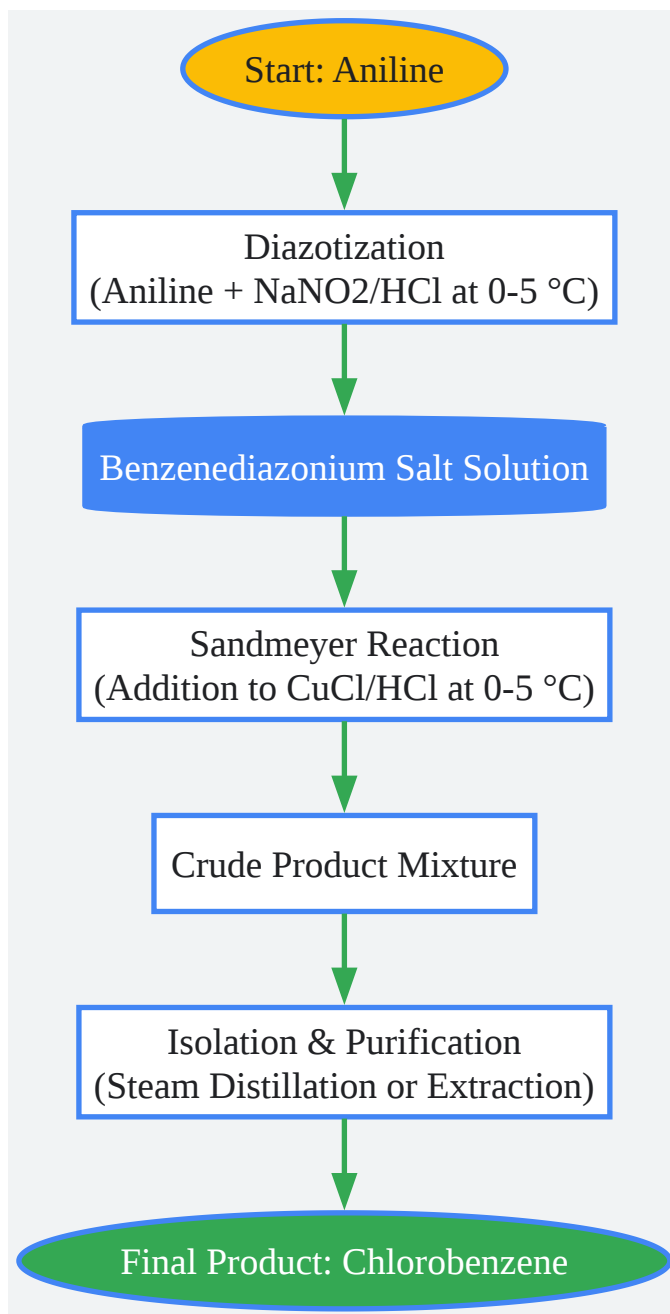 Start: Aniline
Diazotization
(Aniline + NaNO2/HCl at 0-5 °C)
Benzenediazonium Salt Solution
Sandmeyer Reaction
(Addition to CuCl/HCl at 0-5 °C)
Crude Product Mixture
Isolation & Purification
(Steam Distillation or Extraction)
Final Product: Chlorobenzene